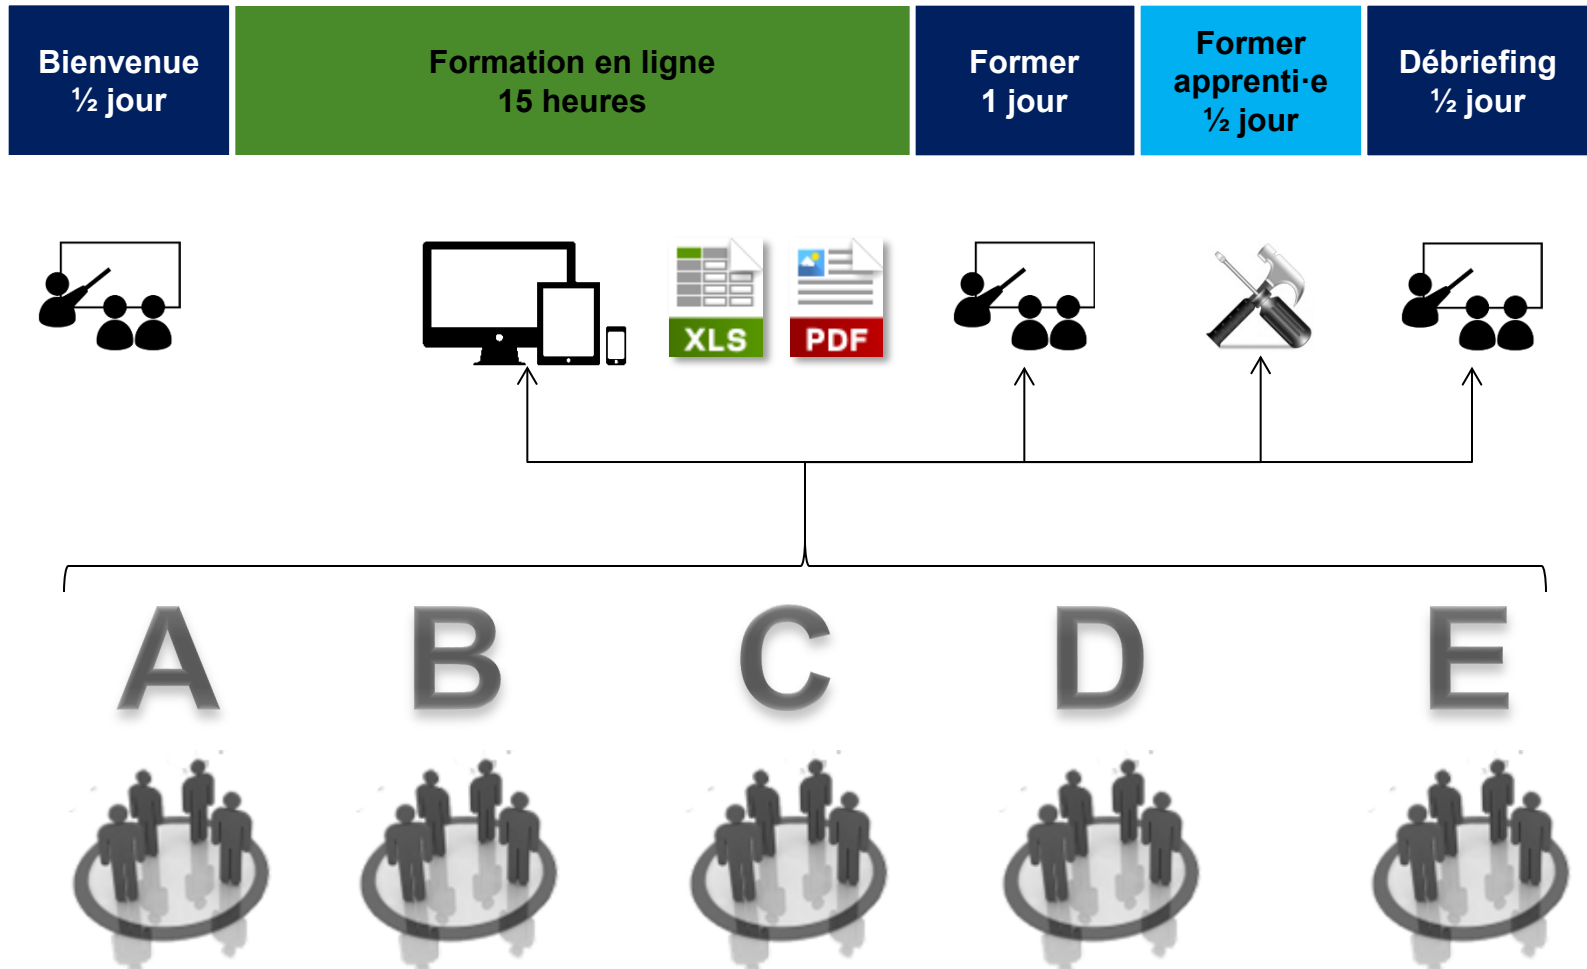 Bienvenue
½ jour
Formation en ligne
15 heures
Former
1 jour
Former
apprenti·e
½ jour
Débriefing
½ jour
XLS
PDF
A
B
C
D
E